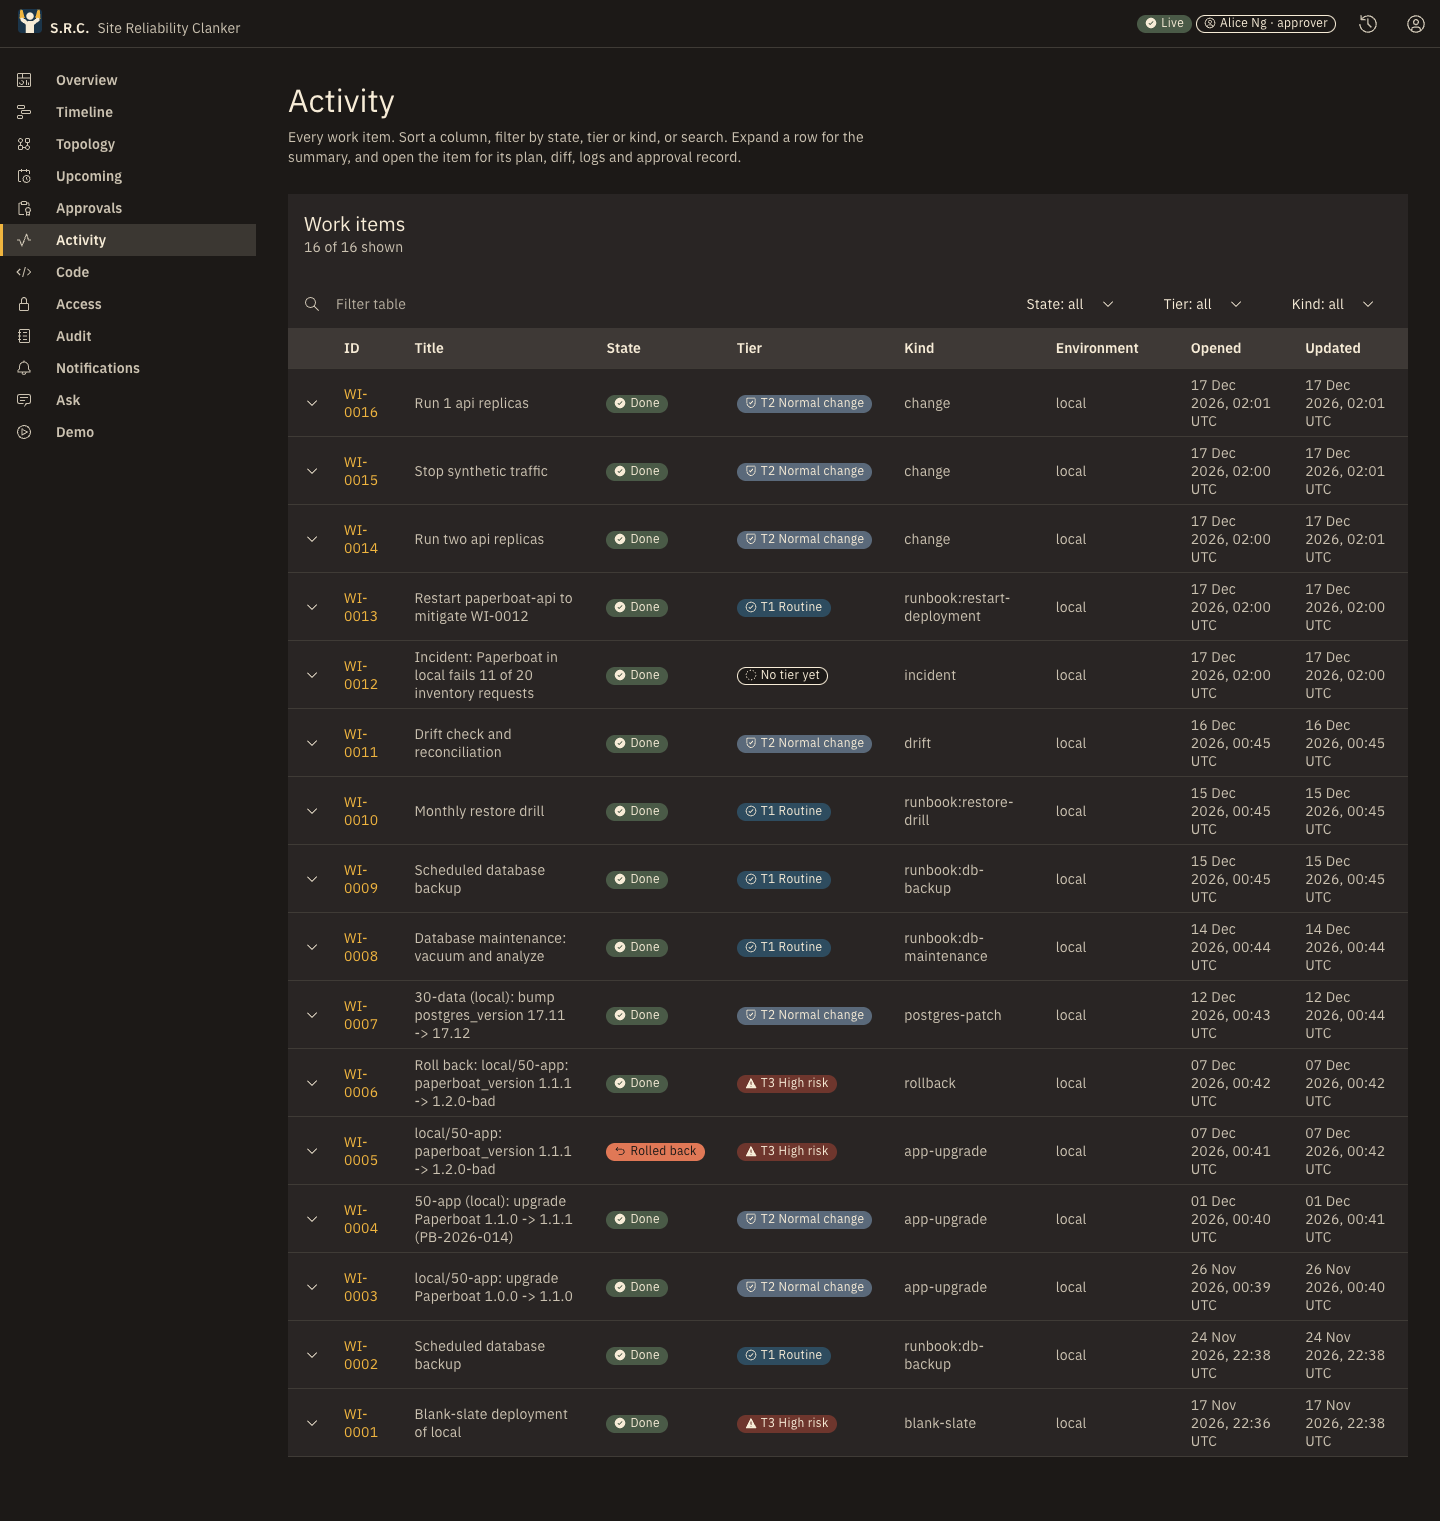 S.R.C. Site Reliability Clanker
Live
Alice Ng · approver
Overview
Timeline
Topology
Upcoming
Approvals
Activity
Code
Access
Audit
Notifications
Ask
Demo
Activity
Every work item. Sort a column, filter by state, tier or kind, or search. Expand a row for the
summary, and open the item for its plan, diff, logs and approval record.
Work items
16 of 16 shown
Filter table
State: all
Tier: all
Kind: all
ID Title State Tier Kind Environment Opened Updated
WI-0016 Run 1 api replicas Done T2 Normal change change local 17 Dec 2026, 02:01 UTC 17 Dec 2026, 02:01 UTC
WI-0015 Stop synthetic traffic Done T2 Normal change change local 17 Dec 2026, 02:00 UTC 17 Dec 2026, 02:01 UTC
WI-0014 Run two api replicas Done T2 Normal change change local 17 Dec 2026, 02:00 UTC 17 Dec 2026, 02:01 UTC
WI-0013 Restart paperboat-api to mitigate WI-0012 Done T1 Routine runbook:restart-deployment local 17 Dec 2026, 02:00 UTC 17 Dec 2026, 02:00 UTC
WI-0012 Incident: Paperboat in local fails 11 of 20 inventory requests Done No tier yet incident local 17 Dec 2026, 02:00 UTC 17 Dec 2026, 02:00 UTC
WI-0011 Drift check and reconciliation Done T2 Normal change drift local 16 Dec 2026, 00:45 UTC 16 Dec 2026, 00:45 UTC
WI-0010 Monthly restore drill Done T1 Routine runbook:restore-drill local 15 Dec 2026, 00:45 UTC 15 Dec 2026, 00:45 UTC
WI-0009 Scheduled database backup Done T1 Routine runbook:db-backup local 15 Dec 2026, 00:45 UTC 15 Dec 2026, 00:45 UTC
WI-0008 Database maintenance: vacuum and analyze Done T1 Routine runbook:db-maintenance local 14 Dec 2026, 00:44 UTC 14 Dec 2026, 00:44 UTC
WI-0007 30-data (local): bump postgres_version 17.11 -> 17.12 Done T2 Normal change postgres-patch local 12 Dec 2026, 00:43 UTC 12 Dec 2026, 00:44 UTC
WI-0006 Roll back: local/50-app: paperboat_version 1.1.1 -> 1.2.0-bad Done T3 High risk rollback local 07 Dec 2026, 00:42 UTC 07 Dec 2026, 00:42 UTC
WI-0005 local/50-app: paperboat_version 1.1.1 -> 1.2.0-bad Rolled back T3 High risk app-upgrade local 07 Dec 2026, 00:41 UTC 07 Dec 2026, 00:42 UTC
WI-0004 50-app (local): upgrade Paperboat 1.1.0 -> 1.1.1 (PB-2026-014) Done T2 Normal change app-upgrade local 01 Dec 2026, 00:40 UTC 01 Dec 2026, 00:41 UTC
WI-0003 local/50-app: upgrade Paperboat 1.0.0 -> 1.1.0 Done T2 Normal change app-upgrade local 26 Nov 2026, 00:39 UTC 26 Nov 2026, 00:40 UTC
WI-0002 Scheduled database backup Done T1 Routine runbook:db-backup local 24 Nov 2026, 22:38 UTC 24 Nov 2026, 22:38 UTC
WI-0001 Blank-slate deployment of local Done T3 High risk blank-slate local 17 Nov 2026, 22:36 UTC 17 Nov 2026, 22:38 UTC